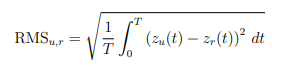 RMS_{u,r} = \sqrt{\frac{1}{T} \int_0^T (z_u(t) − z_r(t))^2 dt}